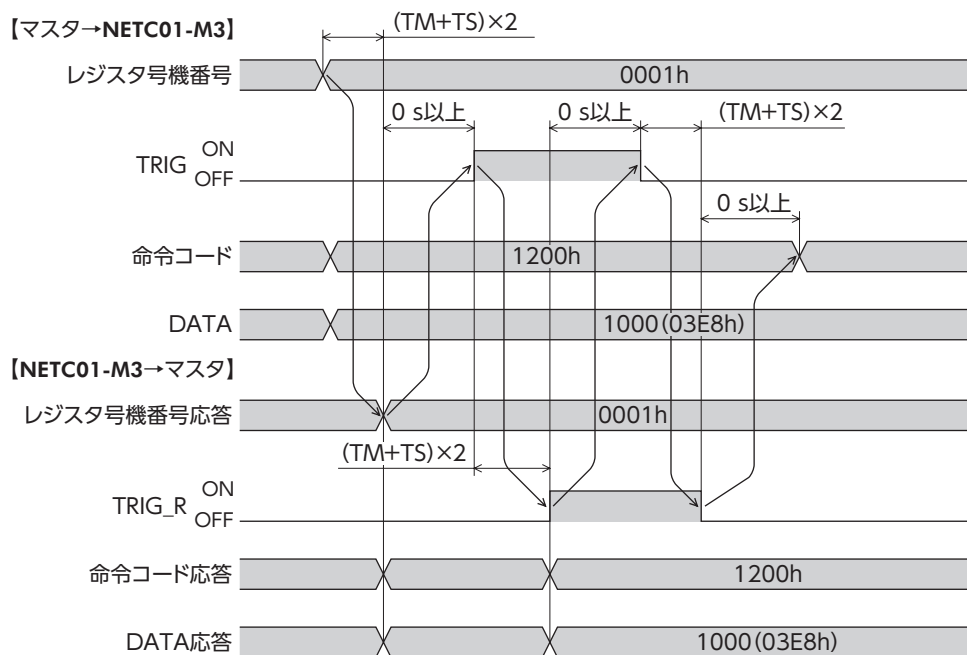 【マスタ→NETC01-M3】
(TM+TS)×2
レジスタ号機番号
0001h
0 s以上
0 s以上
(TM+TS)×2
TRIG
ON
OFF
0 s以上
命令コード
1200h
DATA
1000(03E8h)
【NETC01-M3→マスタ】
レジスタ号機番号応答
0001h
(TM+TS)×2
TRIG_R
ON
OFF
命令コード応答
1200h
DATA応答
1000(03E8h)